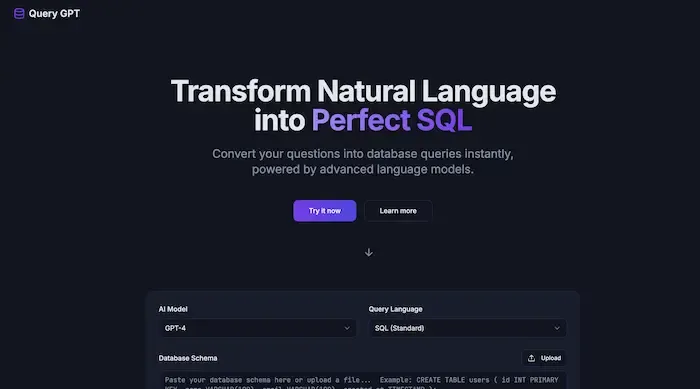 Query GPT
Transform Natural Language
into Perfect SQL
Convert your questions into database queries instantly,
powered by advanced language models.
Try it now
Learn more
AI Model
Query Language
GPT-4
SQL (Standard)
Database Schema
Upload
Paste your database schema here or upload a file... Example: CREATE TABLE users ( id INT PRIMARY